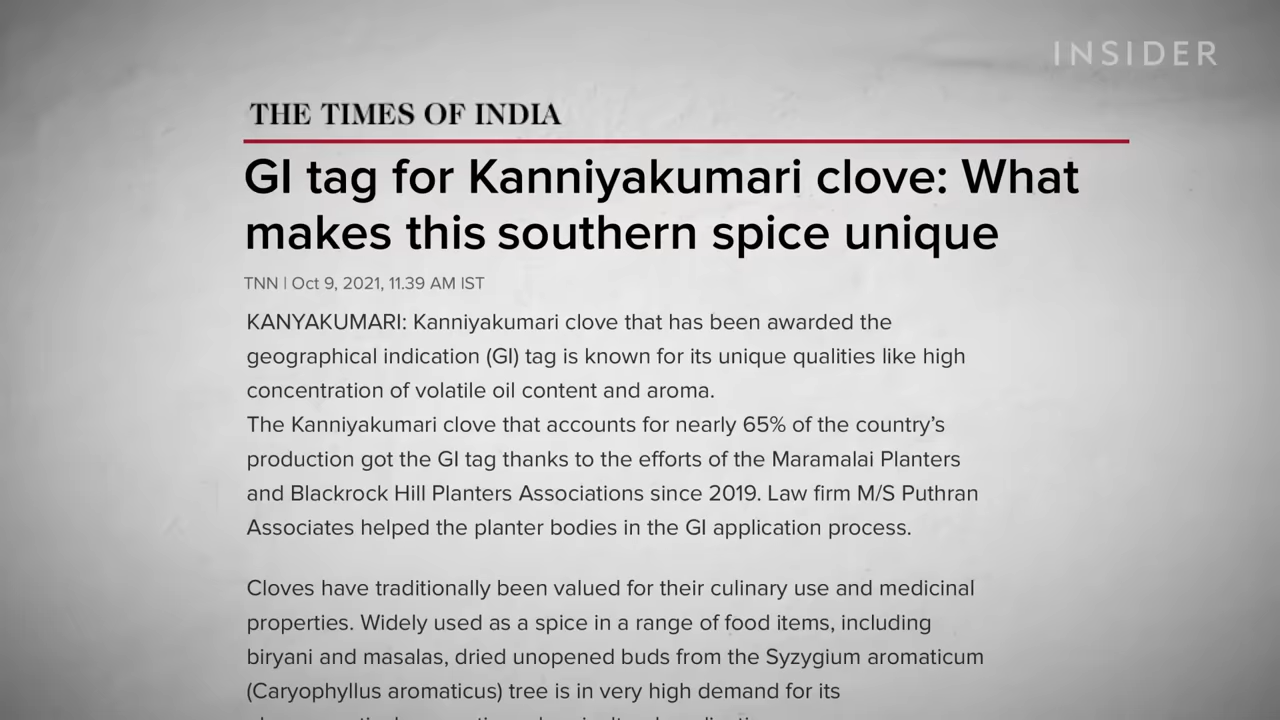 INSIDER
THE TIMES OF INDIA
GI tag for Kanniyakumari clove: What
makes this southern spice unique
TNN | Oct 9, 2021, 11.39 AM IST
KANYAKUMARI: Kanniyakumari clove that has been awarded the
geographical indication (GI) tag is known for its unique qualities like high
concentration of volatile oil content and aroma.
The Kanniyakumari clove that accounts for nearly 65% of the country’s
production got the GI tag thanks to the efforts of the Maramalai Planters
and Blackrock Hill Planters Associations since 2019. Law firm M/S Puthran
Associates helped the planter bodies in the GI application process.
Cloves have traditionally been valued for their culinary use and medicinal
properties. Widely used as a spice in a range of food items, including
biryani and masalas, dried unopened buds from the Syzygium aromaticum
(Caryophyllus aromaticus) tree is in very high demand for its